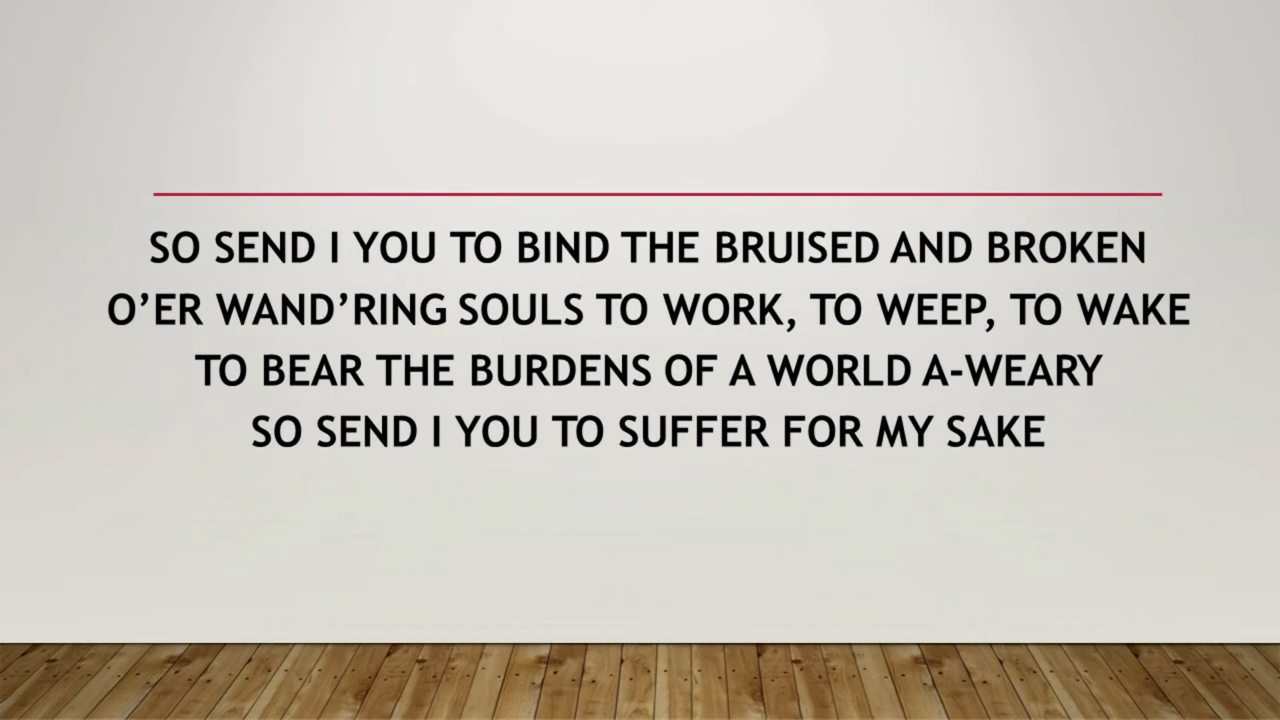 SO SEND I YOU TO BIND THE BRUISED AND BROKEN
O’ER WAND’RING SOULS TO WORK, TO WEEP, TO WAKE
TO BEAR THE BURDENS OF A WORLD A-WEARY
SO SEND I YOU TO SUFFER FOR MY SAKE